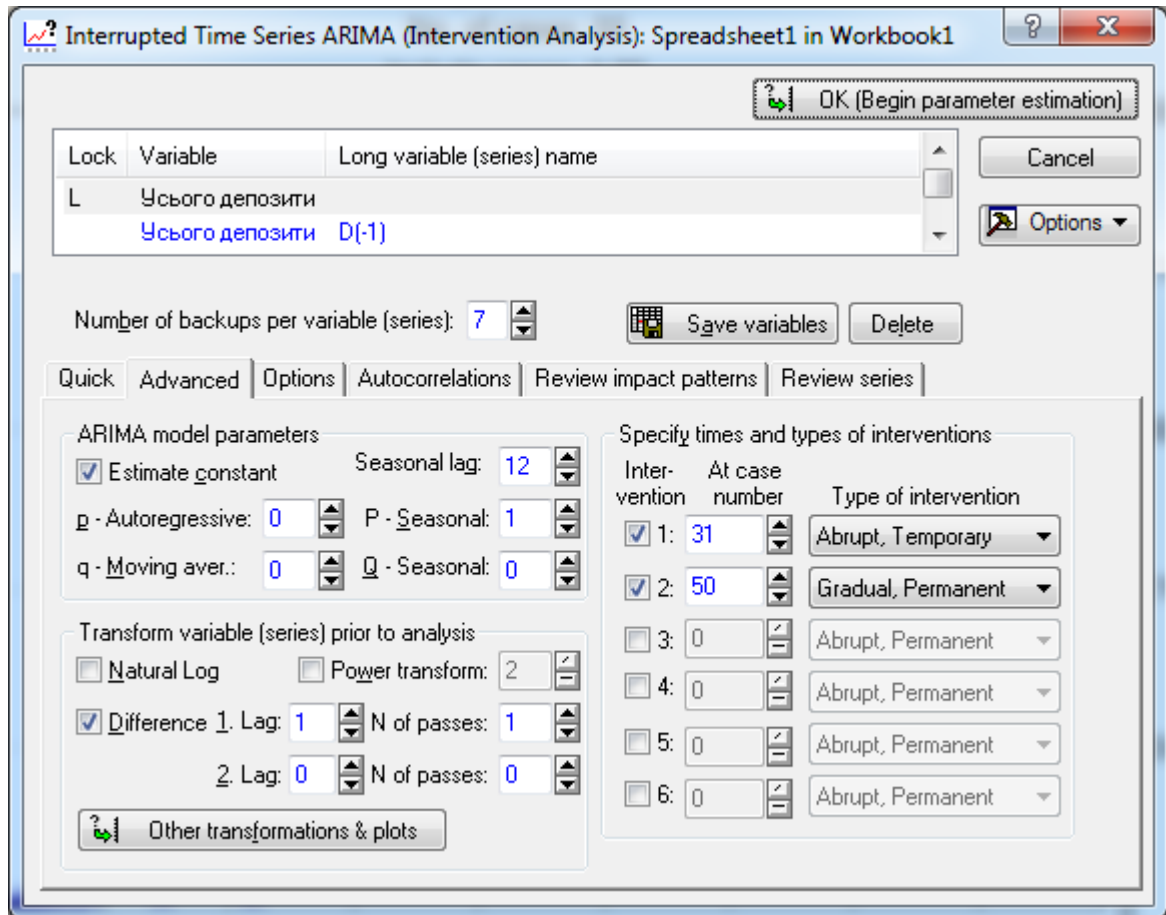 Interrupted Time Series ARIMA (Intervention Analysis): Spreadsheet1 in Workbook1
OK (Begin parameter estimation)
Lock Variable Long variable (series) name
L Усього депозити
Усього депозити D(-1)
Cancel
Options
Number of backups per variable (series): 7
Save variables
Delete
Quick Advanced Options Autocorrelations Review impact patterns Review series
ARIMA model parameters
Estimate constant Seasonal lag: 12
p - Autoregressive: 0 P - Seasonal: 1
q - Moving aver.: 0 Q - Seasonal: 0
Transform variable (series) prior to analysis
Natural Log Power transform: 2
Difference 1. Lag: 1 N of passes: 1
2. Lag: 0 N of passes: 0
Other transformations & plots
Specify times and types of interventions
Inter- At case
vention number Type of intervention
1: 31 Abrupt, Temporary
2: 50 Gradual, Permanent
3: 0 Abrupt, Permanent
4: 0 Abrupt, Permanent
5: 0 Abrupt, Permanent
6: 0 Abrupt, Permanent